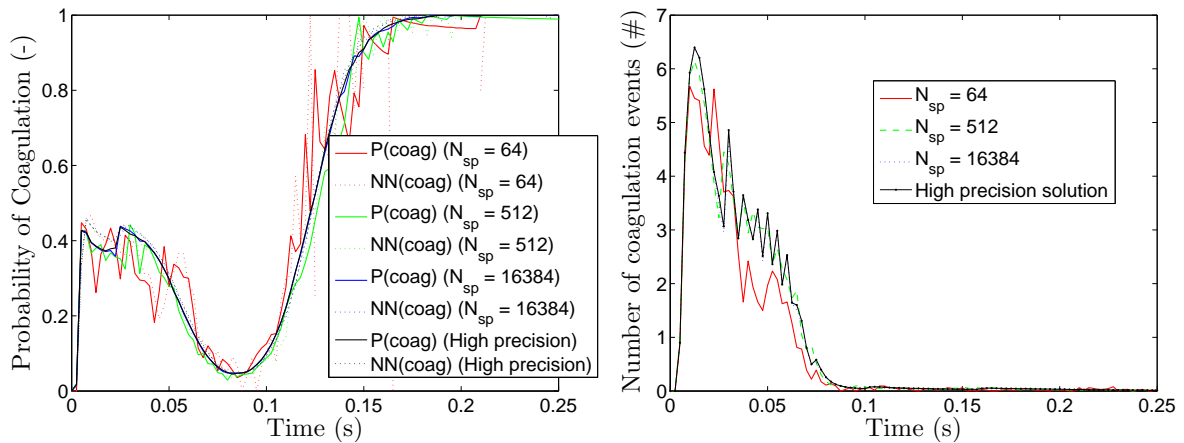 Probability of Coagulation (-)
1
0.8
0.6
0.4
0.2
0
0 0.05 0.1 0.15 0.2 0.25
Time (s)
P(coag) (N_sp = 64)
NN(coag) (N_sp = 64)
P(coag) (N_sp = 512)
NN(coag) (N_sp = 512)
P(coag) (N_sp = 16384)
NN(coag) (N_sp = 16384)
P(coag) (High precision)
NN(coag) (High precision)
Number of coagulation events (#)
7
6
5
4
3
2
1
0
0 0.05 0.1 0.15 0.2 0.25
Time (s)
N_sp = 64
N_sp = 512
N_sp = 16384
High precision solution